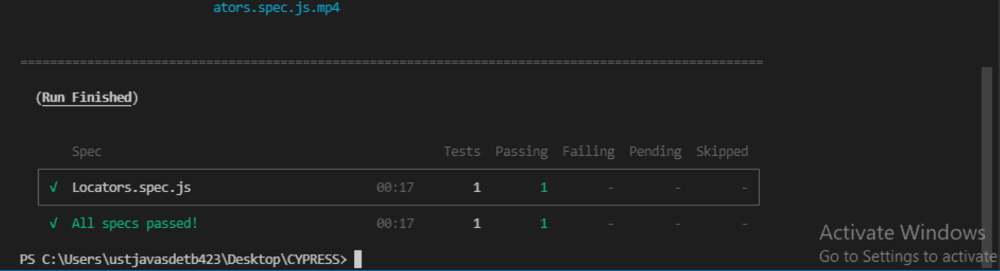 ators.spec.js.mp4
====================================================================================================
(Run Finished)
Spec Tests Passing Failing Pending Skipped
√ Locators.spec.js 00:17 1 1 - - -
√ All specs passed! 00:17 1 1 - - -
Activate Windows
Go to Settings to activate
PS C:\Users\ustjavasdetb423\Desktop\CYPRESS>